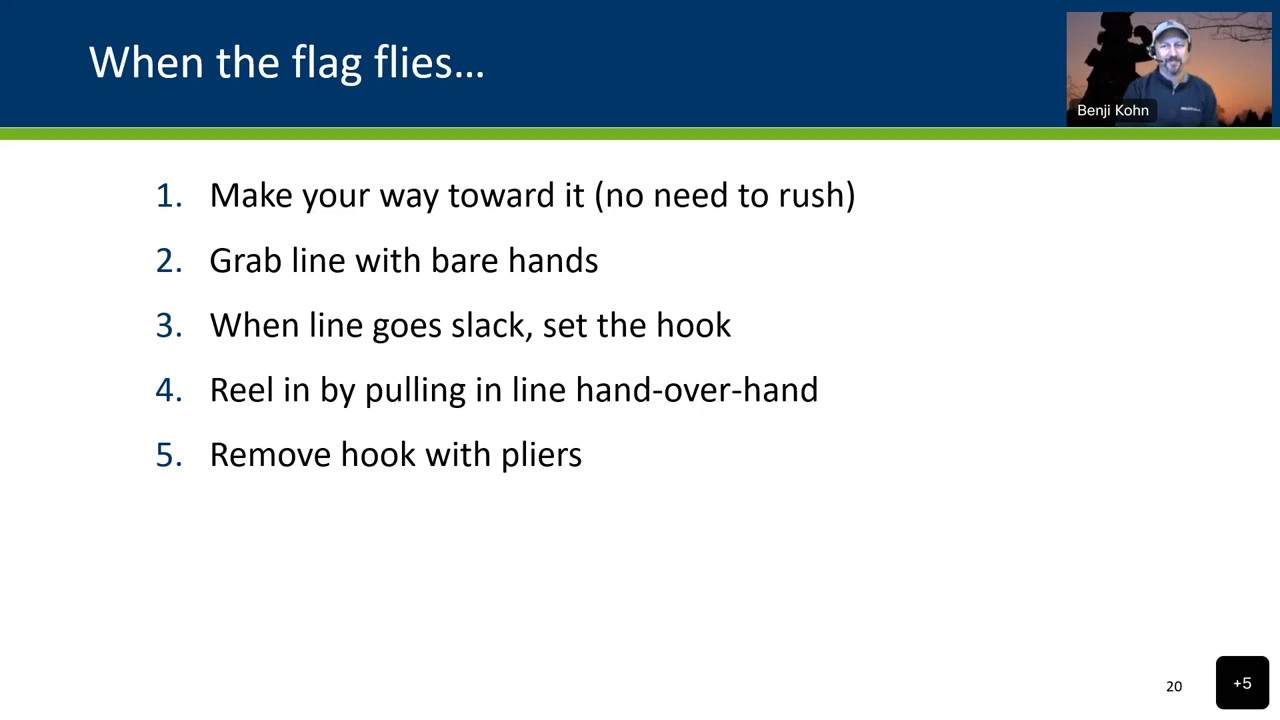 When the flag flies…
Benji Kohn
1. Make your way toward it (no need to rush)
2. Grab line with bare hands
3. When line goes slack, set the hook
4. Reel in by pulling in line hand-over-hand
5. Remove hook with pliers
20
+5